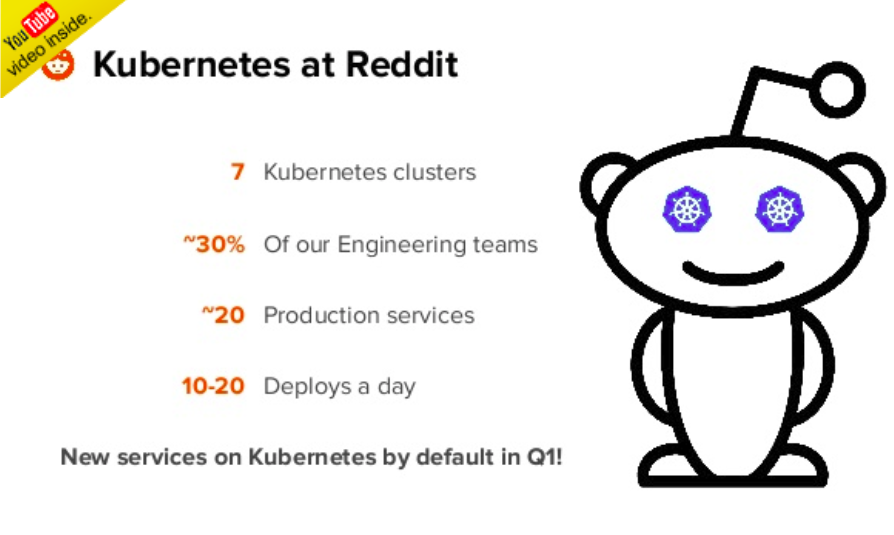 YouTube
video inside.
Kubernetes at Reddit
7 Kubernetes clusters
~30% Of our Engineering teams
~20 Production services
10-20 Deploys a day
New services on Kubernetes by default in Q1!